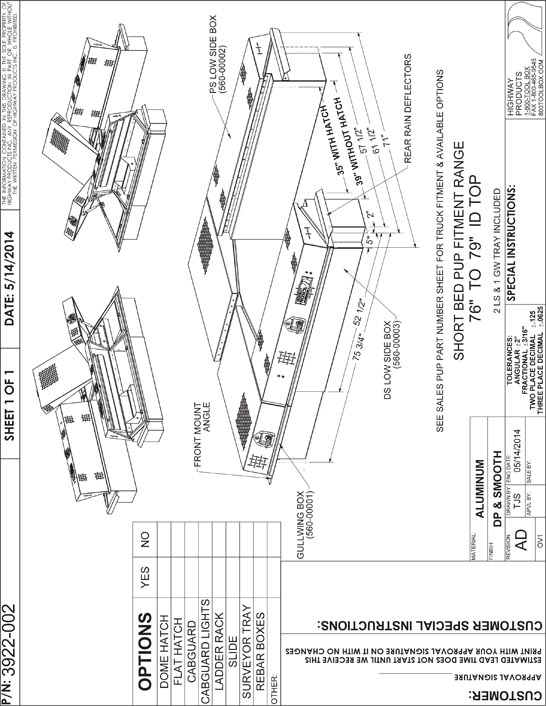 P/N: 3922-002
SHEET 1 OF 1
DATE: 5/14/2014
THE INFORMATION CONTAINED IN THIS DRAWING IS THE SOLE PROPERTY OF
HIGHWAY PRODUCTS INC. ANY REPRODUCTION IN PART OR WHOLE WITHOUT
THE WRITTEN PERMISSION OF HIGHWAY PRODUCTS INC. IS PROHIBITED.
PS LOW SIDE BOX
(560-00002)
35" WITH HATCH
39" WITHOUT HATCH
57 1/2"
61 1/2"
71"
REAR RAIN DEFLECTORS
2"
5"
52 1/2"
75 3/4"
DS LOW SIDE BOX
(560-00003)
FRONT MOUNT
ANGLE
GULLWING BOX
(560-00001)
OPTIONS
YES
NO
DOME HATCH
FLAT HATCH
CABGUARD
CABGUARD LIGHTS
LADDER RACK
SLIDE
SURVEYOR TRAY
REBAR BOXES
OTHER:
SEE SALES PUP PART NUMBER SHEET FOR TRUCK FITMENT & AVAILABLE OPTIONS
SHORT BED PUP FITMENT RANGE
76" TO 79" ID TOP
2 LS & 1 GW TRAY INCLUDED
MATERIAL:
ALUMINUM
FINISH:
DP & SMOOTH
TOLERANCES:
ANGULAR ±2°
FRACTIONAL ±3/16"
TWO PLACE DECIMAL ±.125
THREE PLACE DECIMAL ±.0625
SPECIAL INSTRUCTIONS:
HIGHWAY
PRODUCTS
1-800-TOOL BOX
FAX 1-800-465-9545
800TOOLBOX.COM
REVISION:
AD
OV1
DRAWN BY:
TJS
ENG DATE:
05/14/2014
APVL BY:
SALE BY:
CUSTOMER:
APPROVAL SIGNATURE
ESTIMATED LEAD TIME DOES NOT START UNTIL WE RECEIVE THIS
PRINT WITH YOUR APPROVAL SIGNATURE ON IT WITH NO CHANGES
CUSTOMER SPECIAL INSTRUCTIONS: